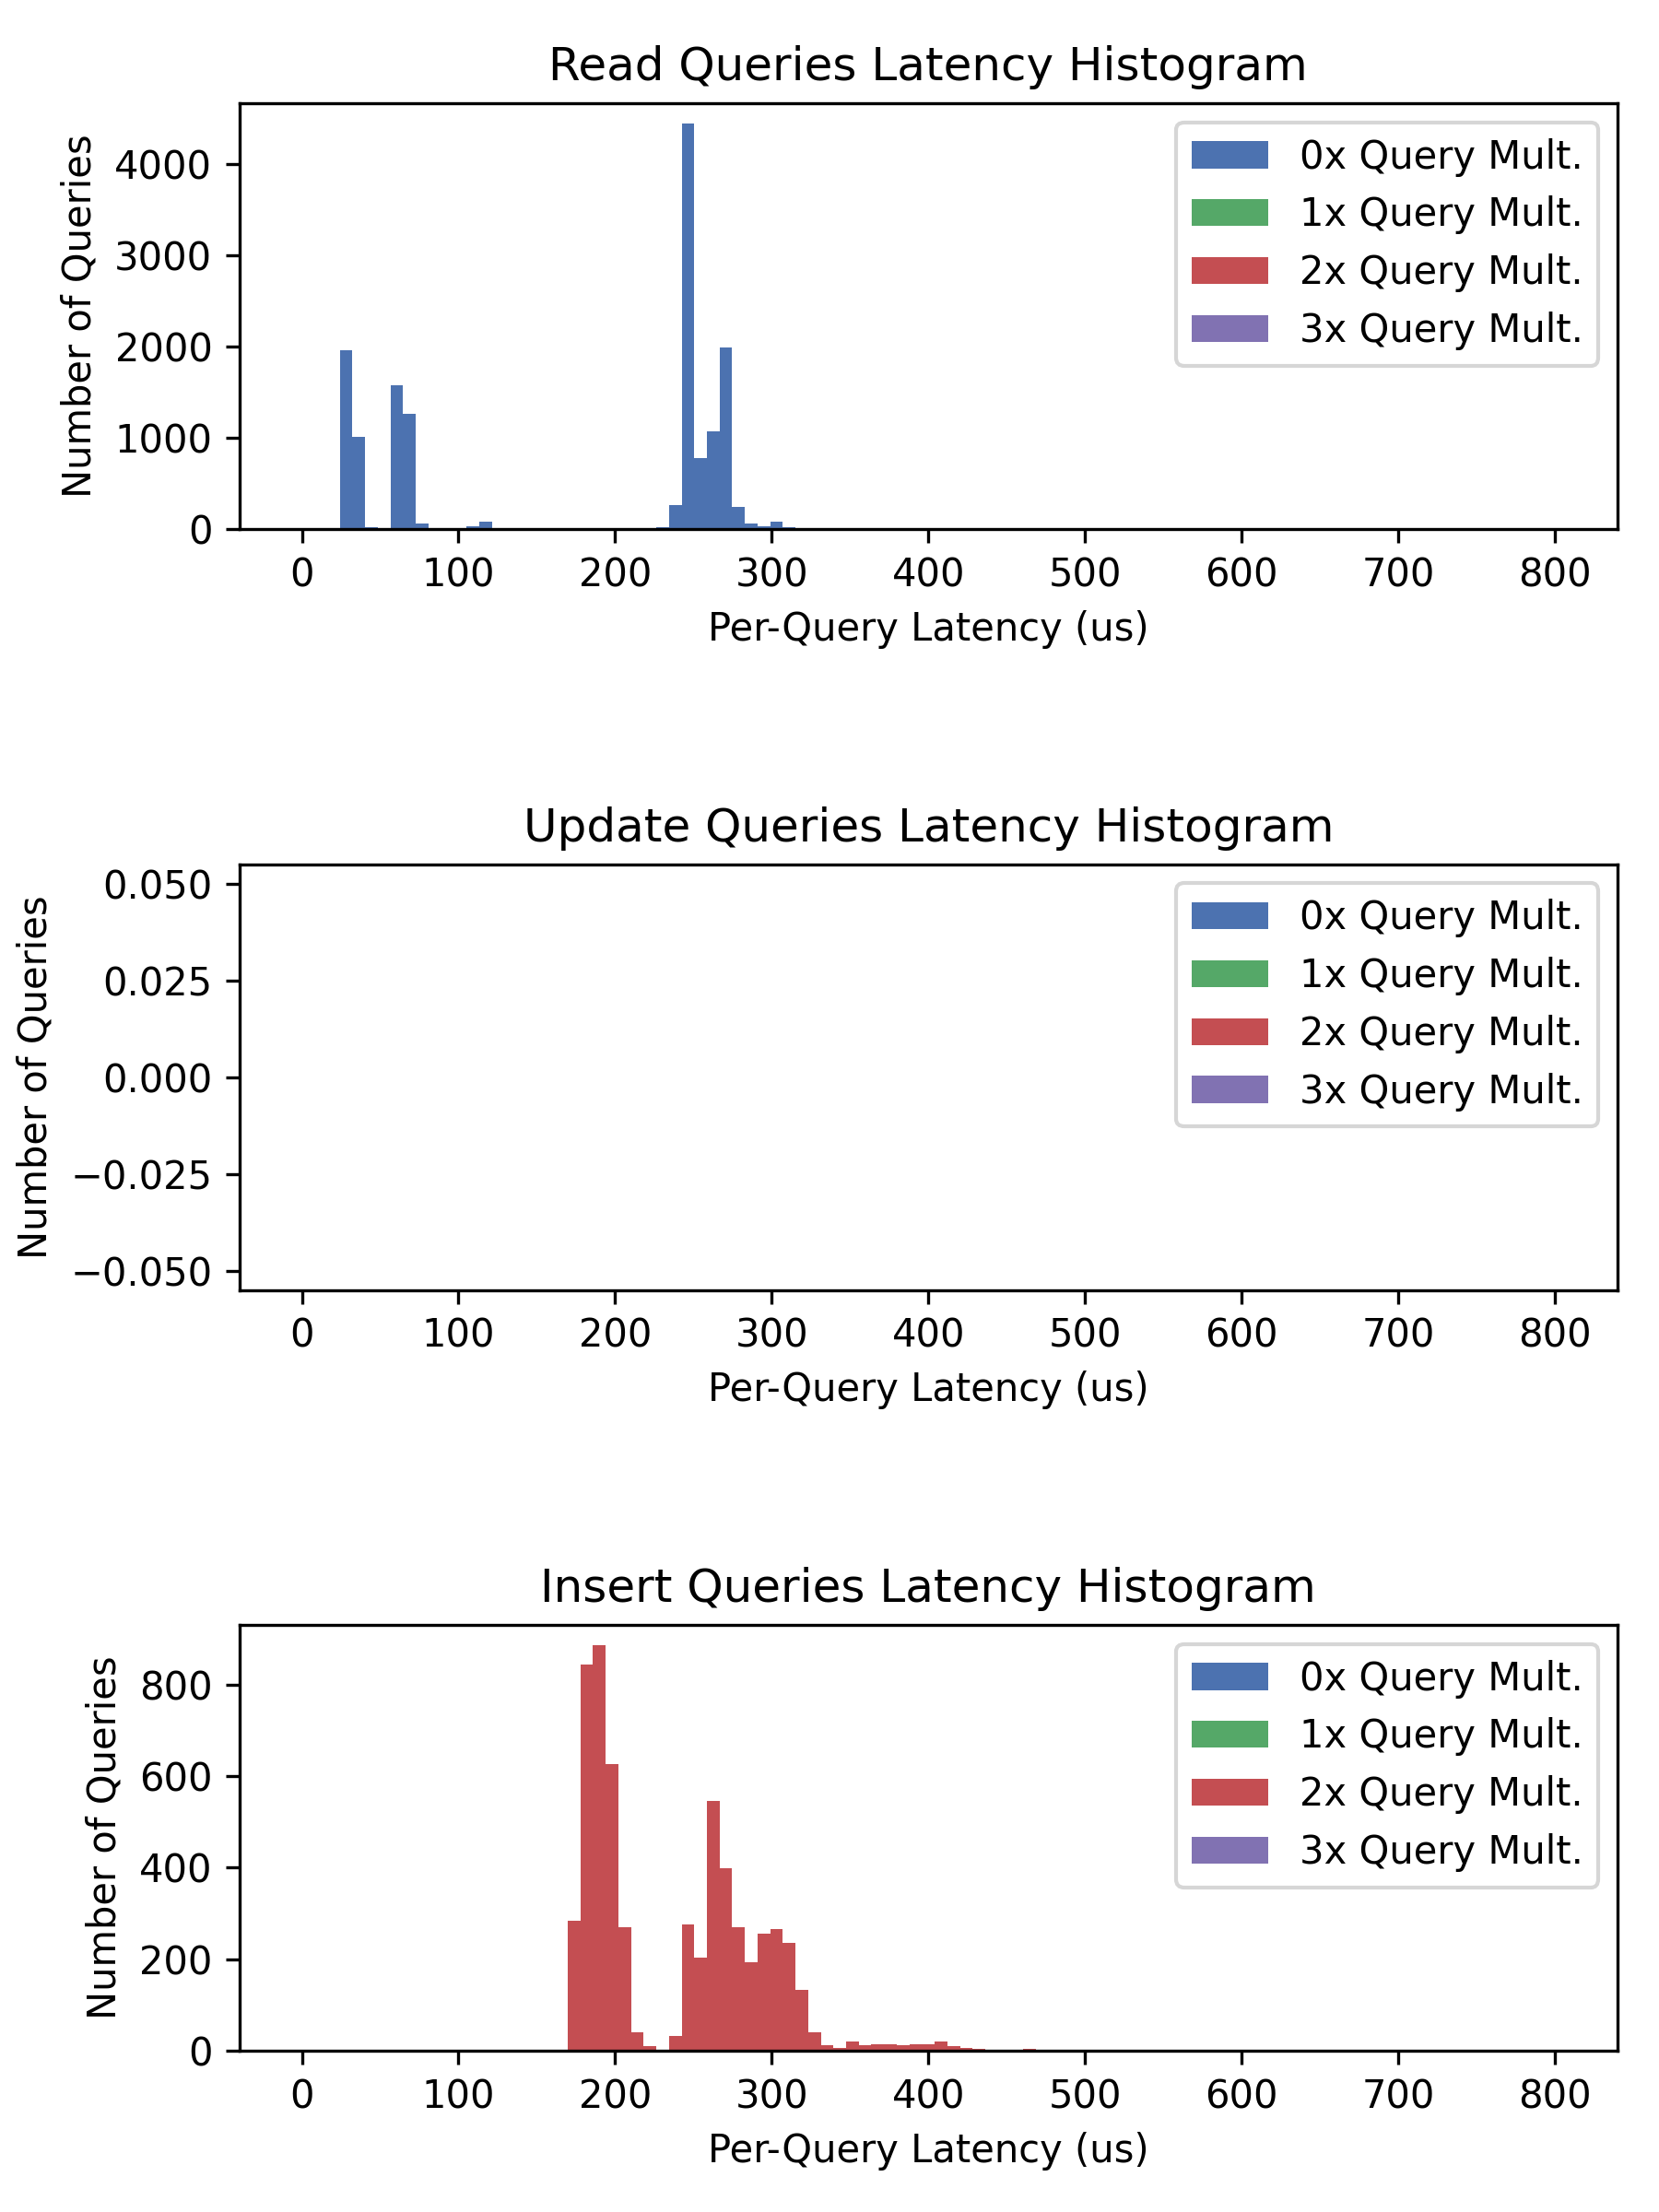 Read Queries Latency Histogram
Number of Queries
4000
3000
2000
1000
0
0x Query Mult.
1x Query Mult.
2x Query Mult.
3x Query Mult.
0 100 200 300 400 500 600 700 800
Per-Query Latency (us)
Update Queries Latency Histogram
Number of Queries
0.050
0.025
0.000
−0.025
−0.050
0x Query Mult.
1x Query Mult.
2x Query Mult.
3x Query Mult.
0 100 200 300 400 500 600 700 800
Per-Query Latency (us)
Insert Queries Latency Histogram
Number of Queries
800
600
400
200
0
0x Query Mult.
1x Query Mult.
2x Query Mult.
3x Query Mult.
0 100 200 300 400 500 600 700 800
Per-Query Latency (us)